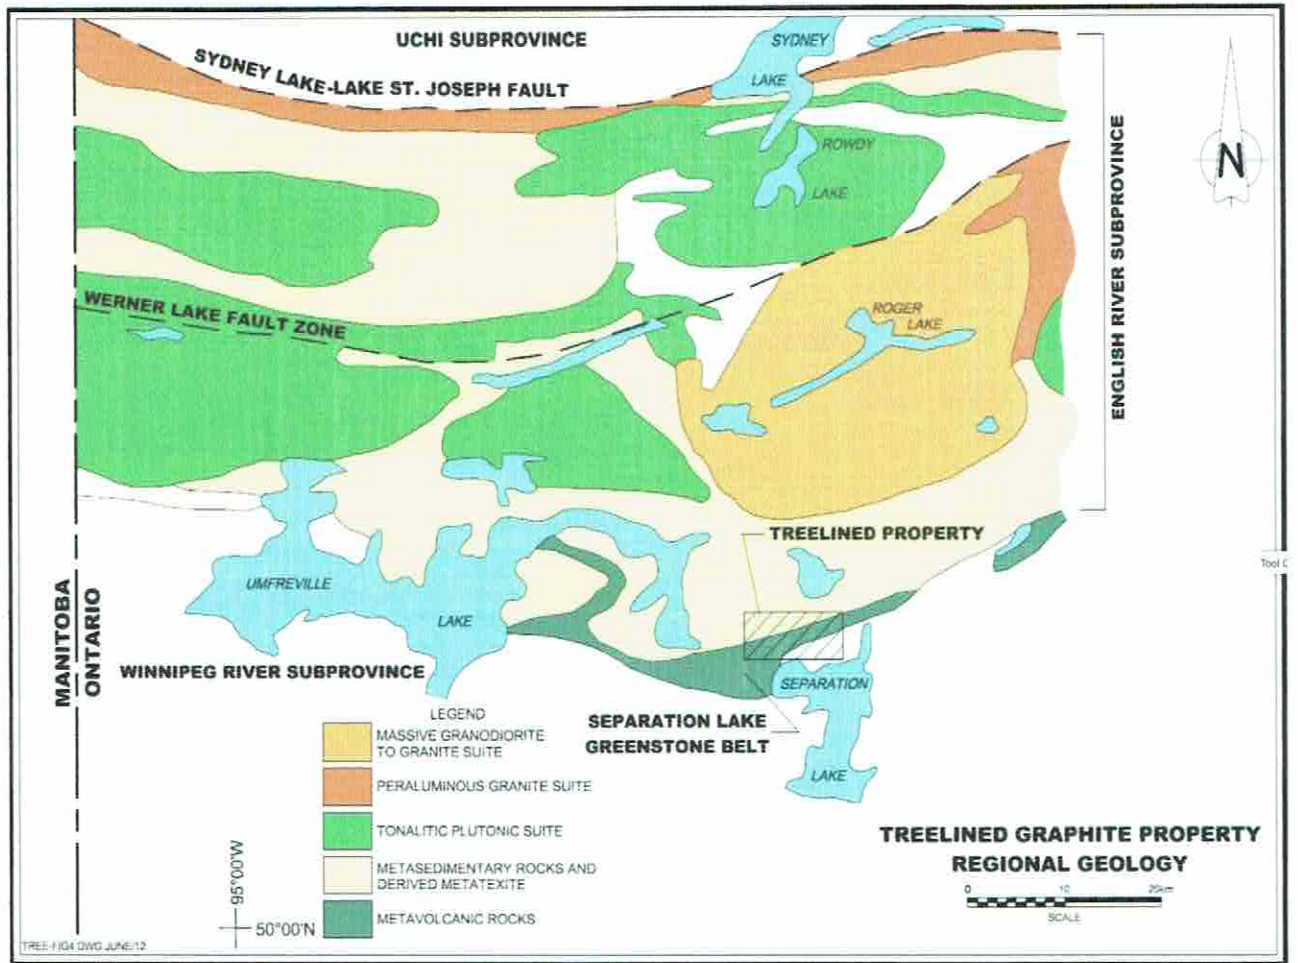 UCHI SUBPROVINCE
SYDNEY LAKE-LAKE ST. JOSEPH FAULT
SYDNEY
LAKE
ROWDY
LAKE
N
ENGLISH RIVER SUBPROVINCE
WERNER LAKE FAULT ZONE
ROGER
LAKE
TREELINED PROPERTY
Tool
UMFREVILLE
LAKE
MANITOBA
ONTARIO
WINNIPEG RIVER SUBPROVINCE
SEPARATION
LAKE
SEPARATION LAKE
GREENSTONE BELT
LEGEND
MASSIVE GRANODIORITE
TO GRANITE SUITE
PERALUMINOUS GRANITE SUITE
TONALITIC PLUTONIC SUITE
METASEDIMENTARY ROCKS AND
DERIVED METATEXITE
METAVOLCANIC ROCKS
95°00'W
50°00'N
TREELINED GRAPHITE PROPERTY
REGIONAL GEOLOGY
0 10 20km
SCALE
TREE-FIG4.DWG JUNE/12